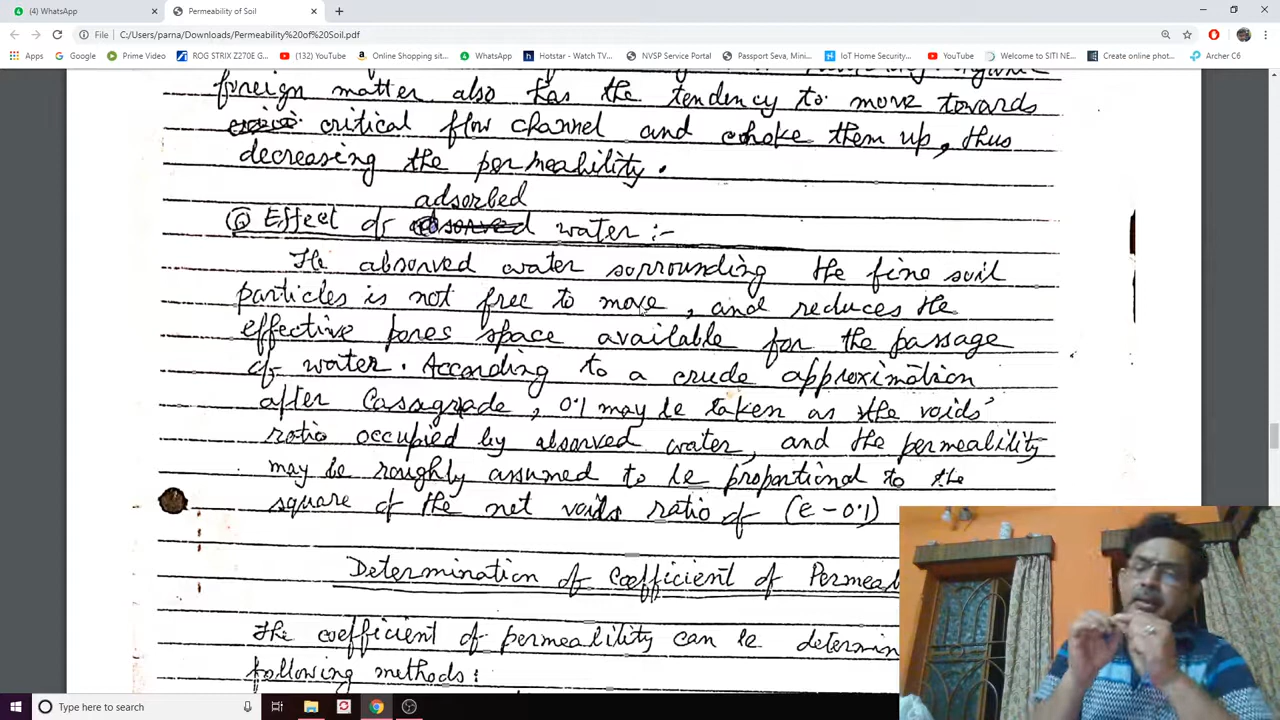 (4) WhatsApp
Permeability of Soil
File C:/Users/parna/Downloads/Permeability%20of%20Soil.pdf
Apps Google Prime Video ROG STRIX Z270E G... (132) YouTube Online Shopping sit... WhatsApp Hotstar - Watch TV... NVSP Service Portal Passport Seva, Mini... IoT Home Security... YouTube Welcome to SITI NE... Create online phot... Archer C6
foreign matter also has the tendency to move towards
critical flow channel and choke them up, thus
decreasing the permeability.
adsorbed
⑥ Effect of water :-
The absorved water sorrounding the fine soil
particles is not free to move, and reduces the
effective pores space available for the passage
of water. According to a crude approximation
after Casagrade, 0.1 may be taken as the voids
ratio occupied by absorved water, and the permeability
may be roughly assumed to be proportional to the
square of the net voids ratio of (e - 0.1)
Determination of Coefficient of Permeab
The coefficient of permeability can be determin
following methods:
Type here to search